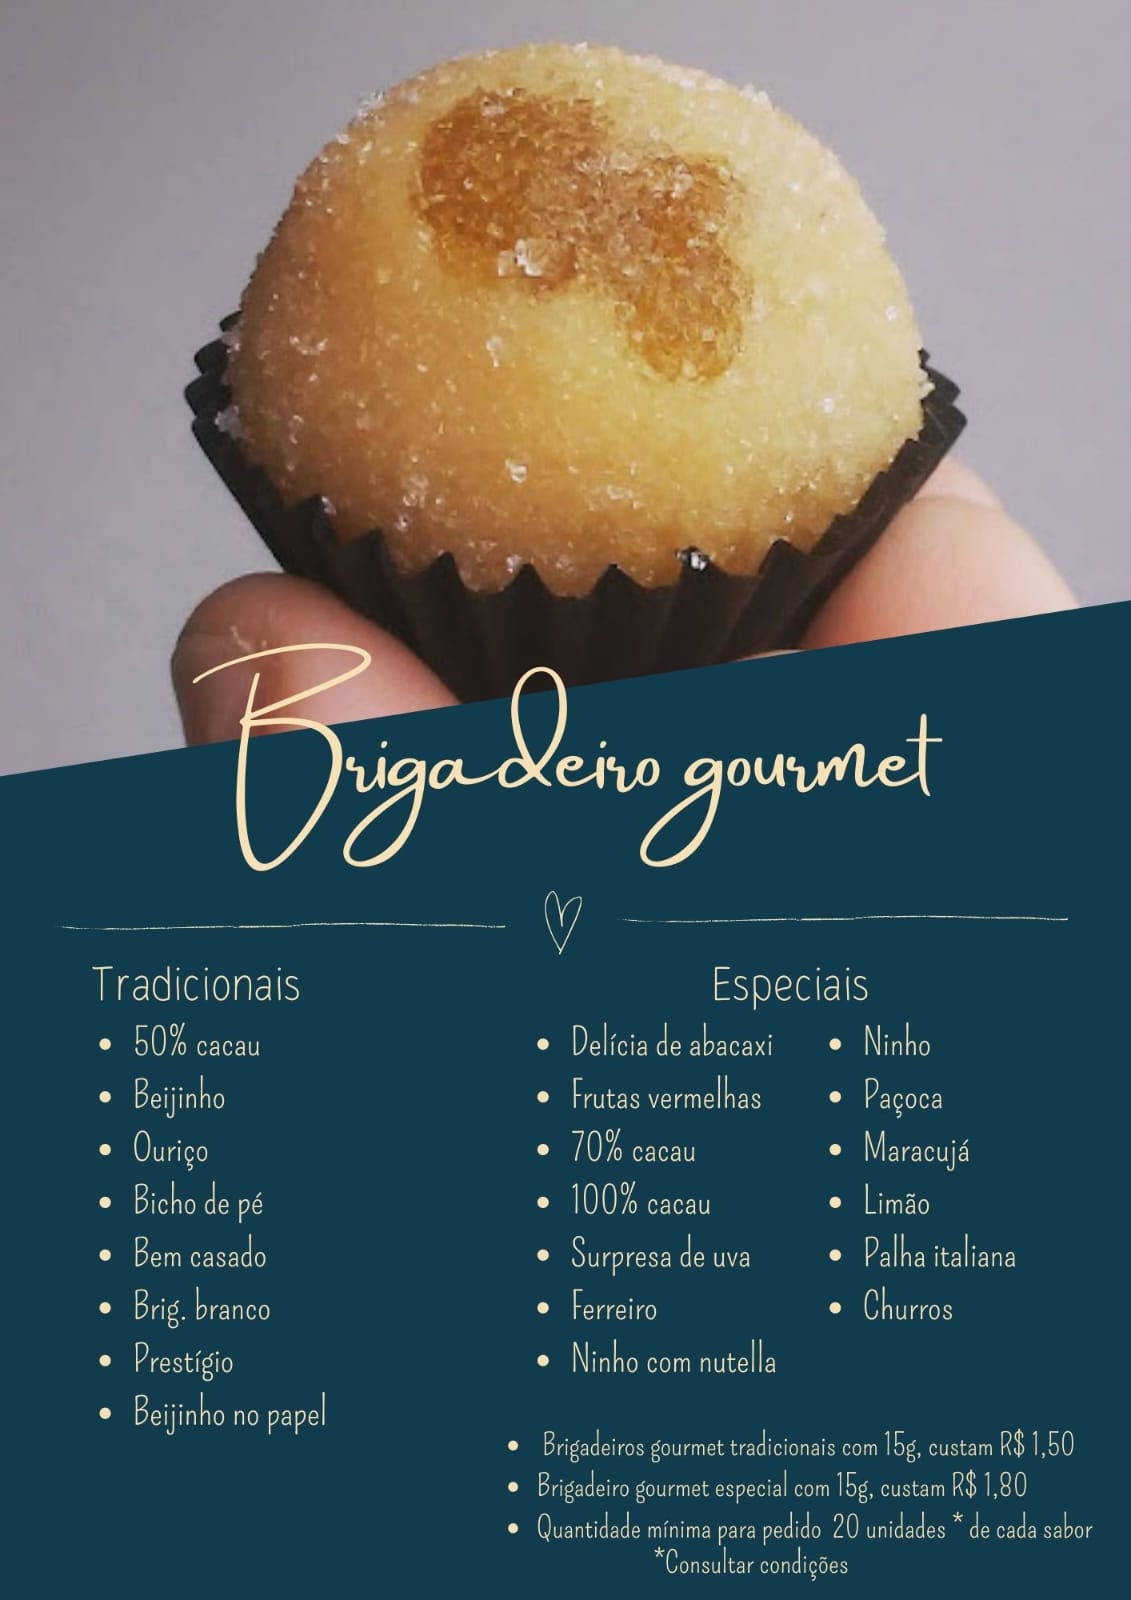 Brigadeiro gourmet
Tradicionais
• 50% cacau
• Beijinho
• Ouriço
• Bicho de pé
• Bem casado
• Brig. branco
• Prestígio
• Beijinho no papel
Especiais
• Delícia de abacaxi
• Frutas vermelhas
• 70% cacau
• 100% cacau
• Surpresa de uva
• Ferreiro
• Ninho com nutella
• Ninho
• Paçoca
• Maracujá
• Limão
• Palha italiana
• Churros
• Brigadeiros gourmet tradicionais com 15g, custam R$ 1,50
• Brigadeiro gourmet especial com 15g, custam R$ 1,80
• Quantidade mínima para pedido 20 unidades * de cada sabor
*Consultar condições